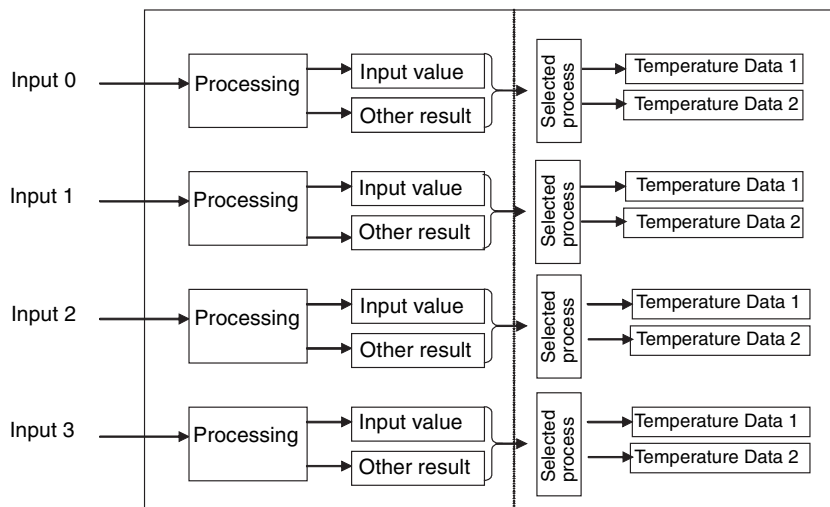 Input 0
Processing
Input value
Other result
Selected
process
Temperature Data 1
Temperature Data 2
Input 1
Processing
Input value
Other result
Selected
process
Temperature Data 1
Temperature Data 2
Input 2
Processing
Input value
Other result
Selected
process
Temperature Data 1
Temperature Data 2
Input 3
Processing
Input value
Other result
Selected
process
Temperature Data 1
Temperature Data 2